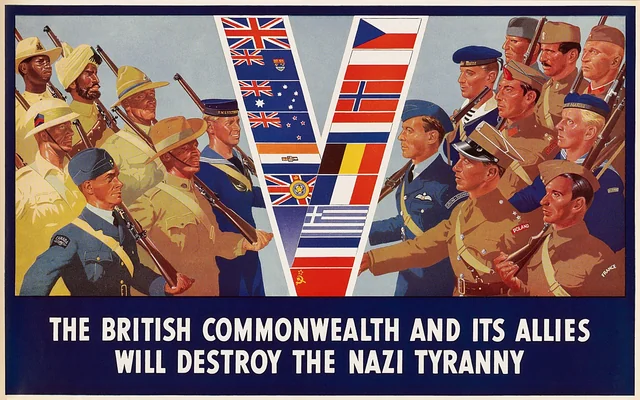 V
POLAND
FRANCE
THE BRITISH COMMONWEALTH AND ITS ALLIES
WILL DESTROY THE NAZI TYRANNY